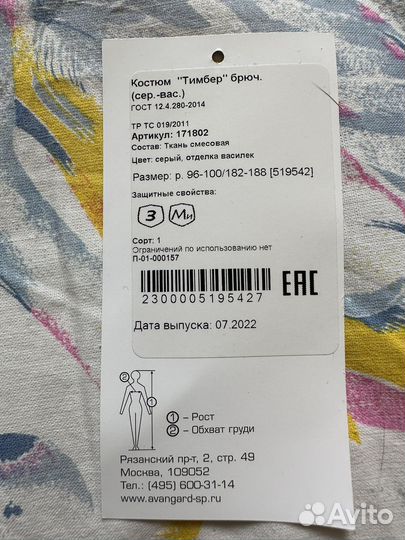 Костюм "Тимбер" брюч.
(сер.-вас.)
ГОСТ 12.4.280-2014
ТР ТС 019/2011
Артикул: 171802
Состав: Ткань смесовая
Цвет: серый, отделка василек
Размер: р. 96-100/182-188 [519542]
Защитные свойства:
З Ми
Сорт: 1
Ограничений по использованию нет
П-01-000157
2300005195427
ЕАС
Дата выпуска: 07.2022
2
1
1 – Рост
2 – Обхват груди
Рязанский пр-т, 2, стр. 49
Москва, 109052
Тел.: (495) 600-31-14
www.avangard-sp.ru
Avito